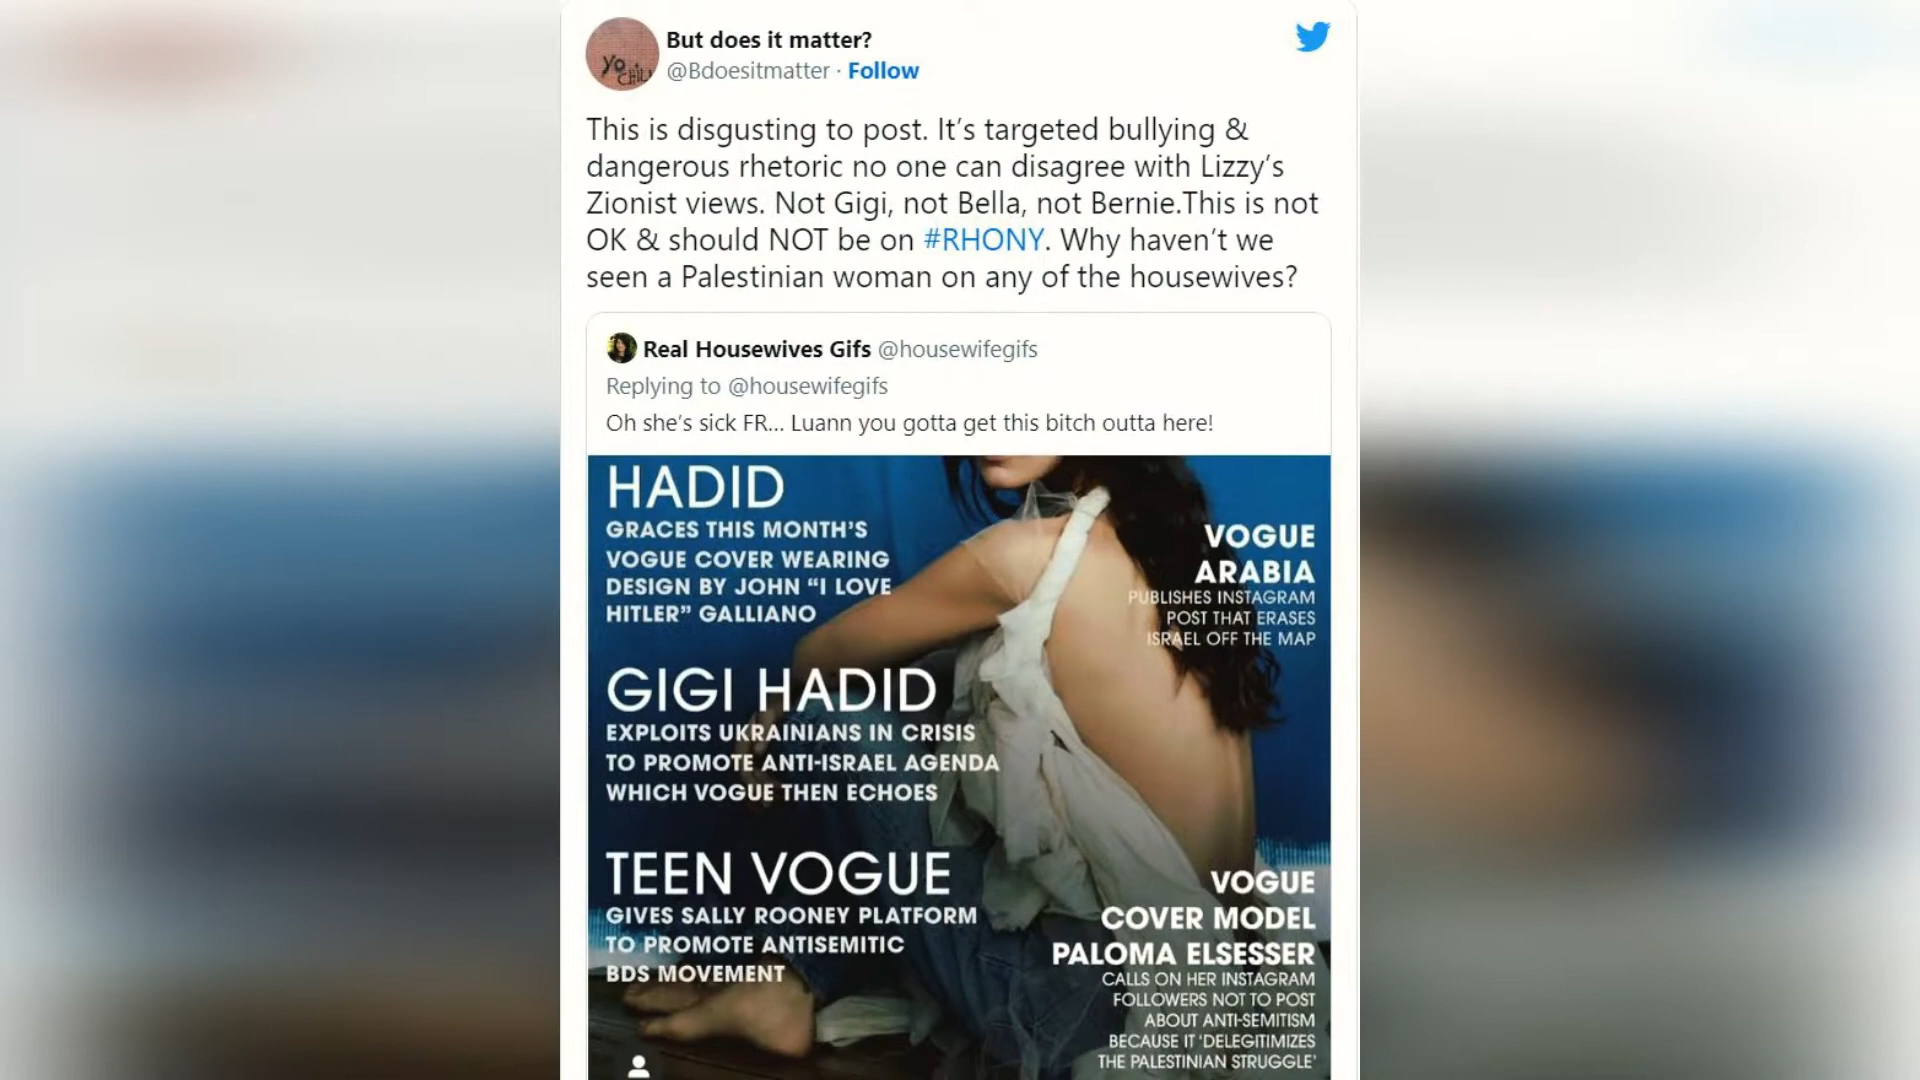 But does it matter?
@Bdoesitmatter · Follow
This is disgusting to post. It’s targeted bullying &
dangerous rhetoric no one can disagree with Lizzy’s
Zionist views. Not Gigi, not Bella, not Bernie.This is not
OK & should NOT be on #RHONY. Why haven’t we
seen a Palestinian woman on any of the housewives?
Real Housewives Gifs @housewifegifs
Replying to @housewifegifs
Oh she’s sick FR... Luann you gotta get this bitch outta here!
HADID
GRACES THIS MONTH’S
VOGUE COVER WEARING
DESIGN BY JOHN “I LOVE
HITLER” GALLIANO
VOGUE
ARABIA
PUBLISHES INSTAGRAM
POST THAT ERASES
ISRAEL OFF THE MAP
GIGI HADID
EXPLOITS UKRAINIANS IN CRISIS
TO PROMOTE ANTI-ISRAEL AGENDA
WHICH VOGUE THEN ECHOES
TEEN VOGUE
GIVES SALLY ROONEY PLATFORM
TO PROMOTE ANTISEMITIC
BDS MOVEMENT
VOGUE
COVER MODEL
PALOMA ELSESSER
CALLS ON HER INSTAGRAM
FOLLOWERS NOT TO POST
ABOUT ANTI-SEMITISM
BECAUSE IT ‘DELEGITIMIZES
THE PALESTINIAN STRUGGLE’